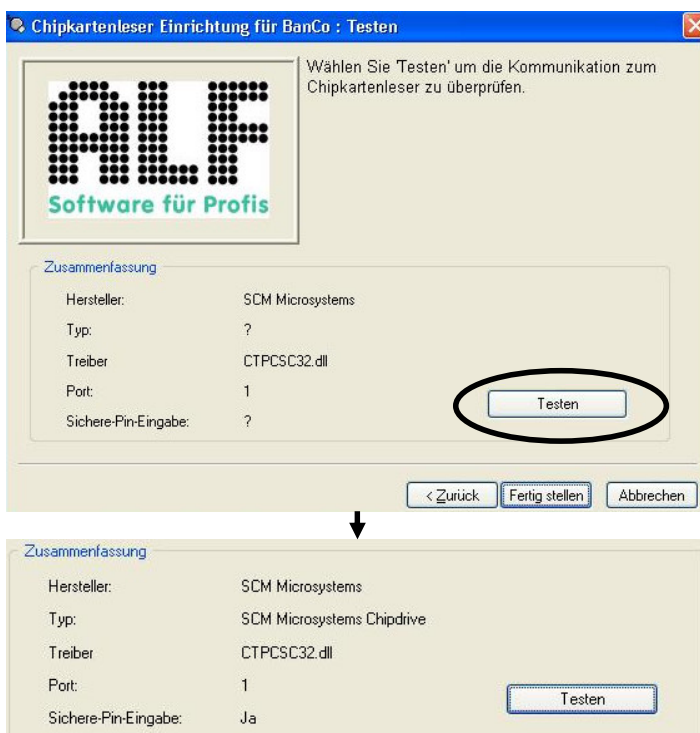 Chipkartenleser Einrichtung für BanCo : Testen
ALF
Software für Profis
Wählen Sie 'Testen' um die Kommunikation zum
Chipkartenleser zu überprüfen.
Zusammenfassung
Hersteller: SCM Microsystems
Typ: ?
Treiber CTPCSC32.dll
Port: 1
Sichere-Pin-Eingabe: ?
Testen
< Zurück Fertig stellen Abbrechen
Zusammenfassung
Hersteller: SCM Microsystems
Typ: SCM Microsystems Chipdrive
Treiber CTPCSC32.dll
Port: 1
Testen
Sichere-Pin-Eingabe: Ja